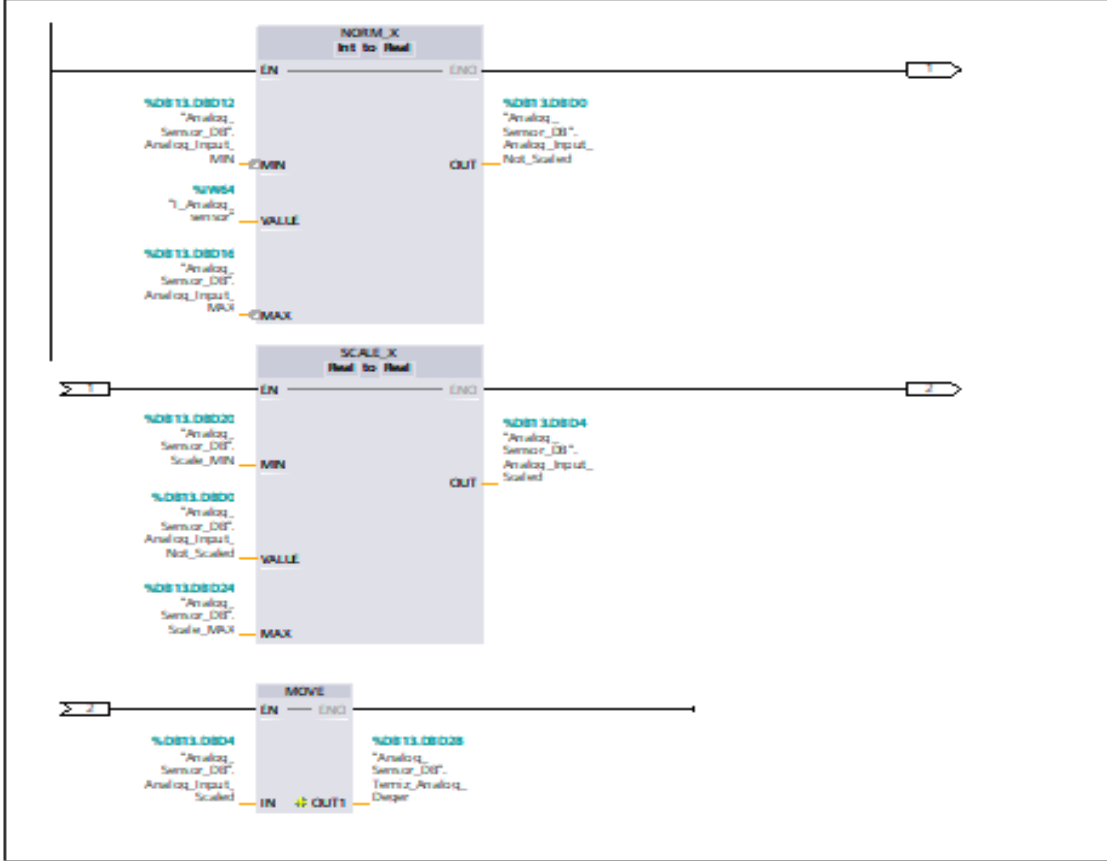 NORM_X
Int to Real
EN
ENO
1
%DB13.DBD12
"Analog_
Sensor_DB".
Analog_Input_
MIN
MIN
%DB13.DBD0
"Analog_
Sensor_DB".
Analog_Input_
Not_Scaled
OUT
%IW64
"I_Analog_
sensor"
VALUE
%DB13.DBD16
"Analog_
Sensor_DB".
Analog_Input_
MAX
MAX
SCALE_X
Real to Real
1
EN
ENO
2
%DB13.DBD20
"Analog_
Sensor_DB".
Scale_MIN
MIN
%DB13.DBD4
"Analog_
Sensor_DB".
Analog_Input_
Scaled
OUT
%DB13.DBD0
"Analog_
Sensor_DB".
Analog_Input_
Not_Scaled
VALUE
%DB13.DBD24
"Analog_
Sensor_DB".
Scale_MAX
MAX
MOVE
2
EN
ENO
%DB13.DBD4
"Analog_
Sensor_DB".
Analog_Input_
Scaled
IN
OUT1
%DB13.DBD28
"Analog_
Sensor_DB".
Temiz_Analog_
Deger